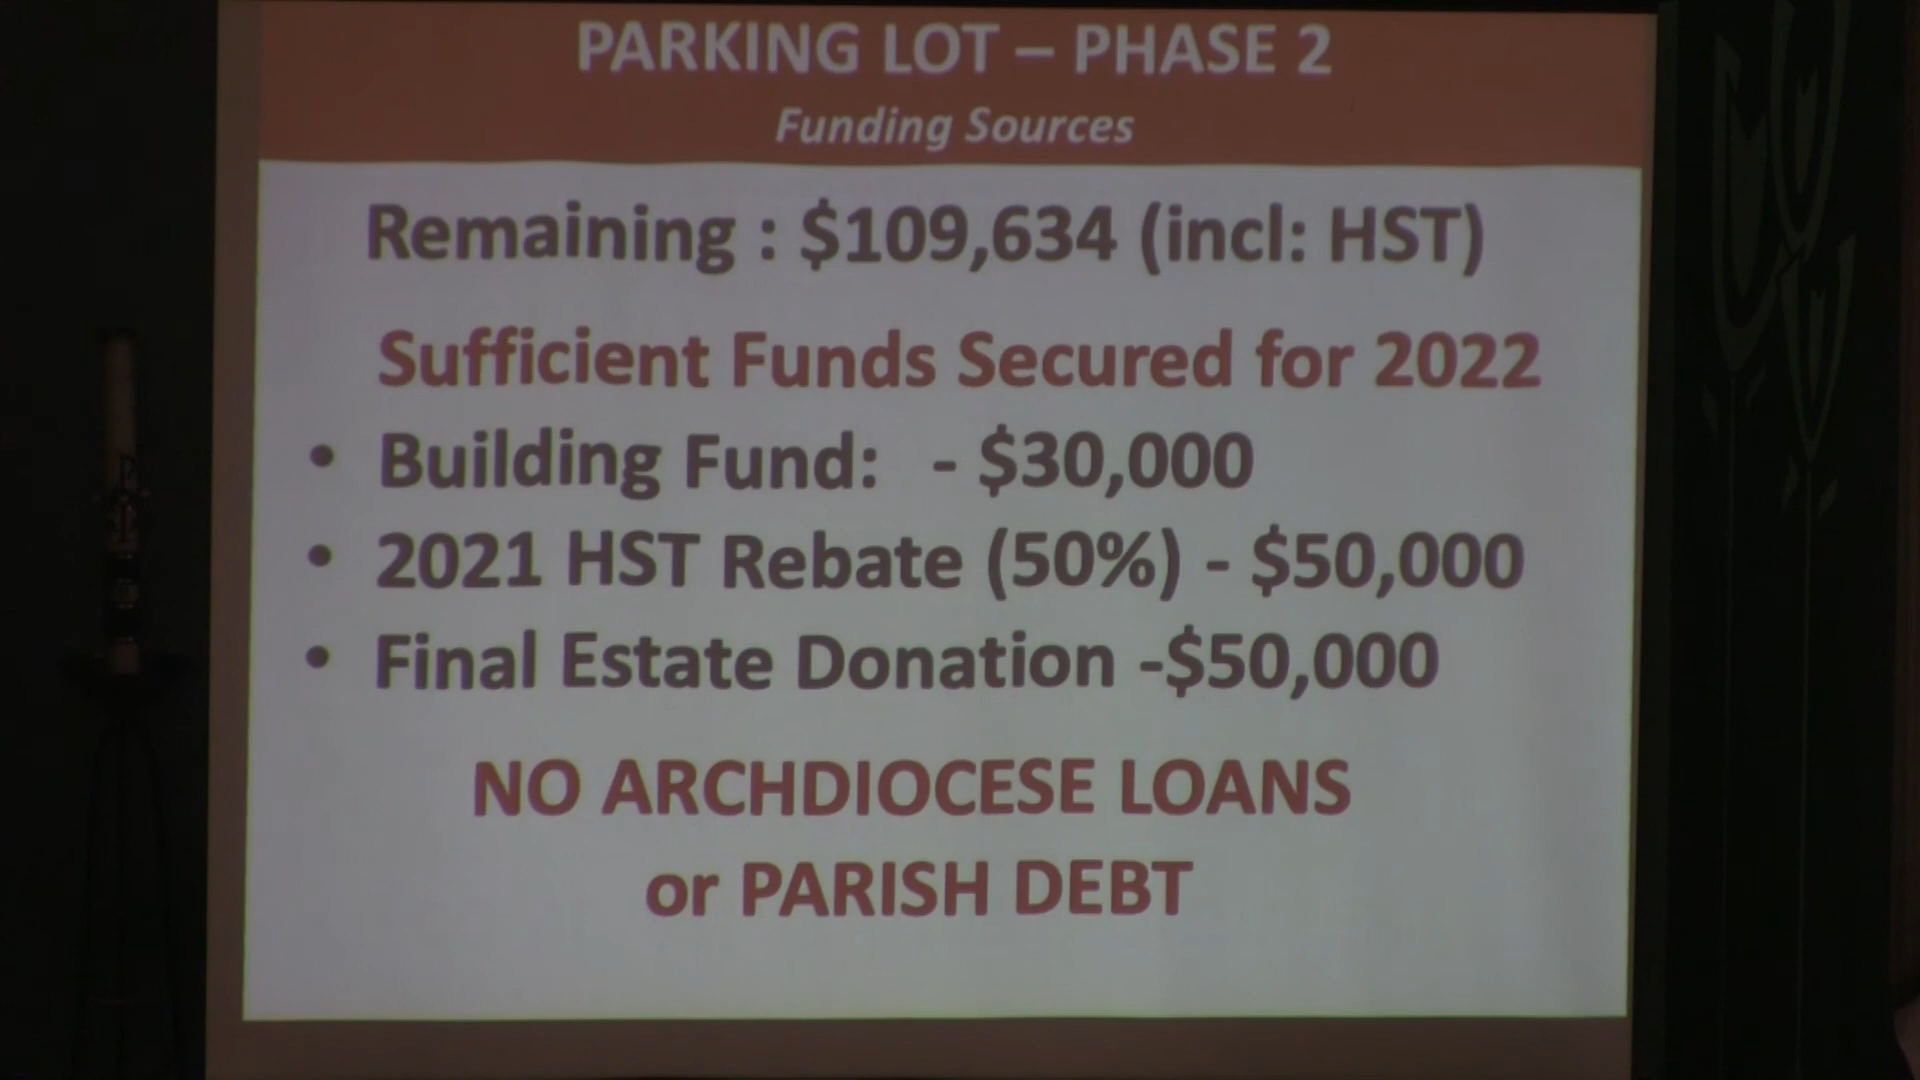 PARKING LOT – PHASE 2
Funding Sources
Remaining : $109,634 (incl: HST)
Sufficient Funds Secured for 2022
• Building Fund: - $30,000
• 2021 HST Rebate (50%) - $50,000
• Final Estate Donation -$50,000
NO ARCHDIOCESE LOANS
or PARISH DEBT